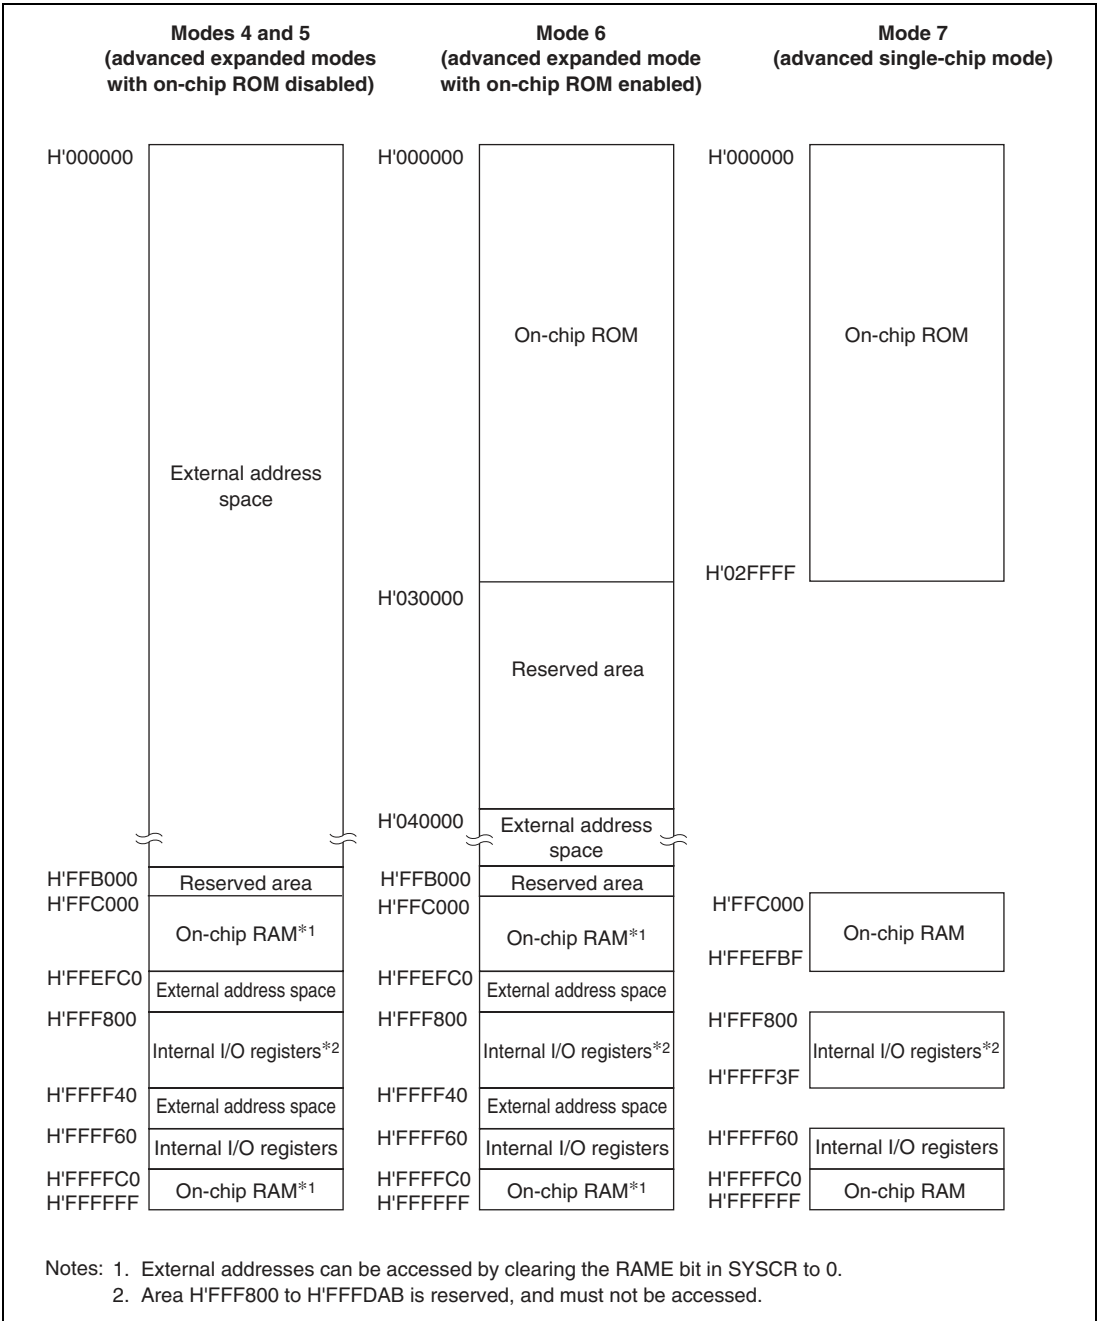 Modes 4 and 5
(advanced expanded modes
with on-chip ROM disabled)
H'000000
External address
space
H'FFB000
Reserved area
H'FFC000
On-chip RAM*1
H'FFEFC0
External address space
H'FFF800
Internal I/O registers*2
H'FFFF40
External address space
H'FFFF60
Internal I/O registers
H'FFFFC0
On-chip RAM*1
H'FFFFFF
Mode 6
(advanced expanded mode
with on-chip ROM enabled)
H'000000
On-chip ROM
H'030000
Reserved area
H'040000
External address
space
H'FFB000
Reserved area
H'FFC000
On-chip RAM*1
H'FFEFC0
External address space
H'FFF800
Internal I/O registers*2
H'FFFF40
External address space
H'FFFF60
Internal I/O registers
H'FFFFC0
On-chip RAM*1
H'FFFFFF
Mode 7
(advanced single-chip mode)
H'000000
On-chip ROM
H'02FFFF
H'FFC000
On-chip RAM
H'FFEFBF
H'FFF800
Internal I/O registers*2
H'FFFF3F
H'FFFF60
Internal I/O registers
H'FFFFC0
On-chip RAM
H'FFFFFF
Notes: 1. External addresses can be accessed by clearing the RAME bit in SYSCR to 0.
2. Area H'FFF800 to H'FFFDAB is reserved, and must not be accessed.